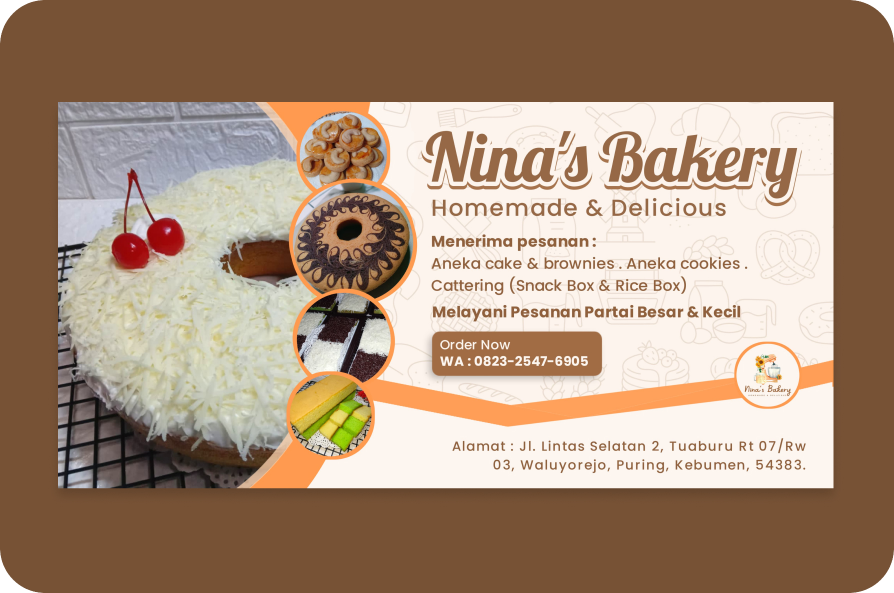 Nina's Bakery
Homemade & Delicious
Menerima pesanan :
Aneka cake & brownies . Aneka cookies .
Cattering (Snack Box & Rice Box)
Melayani Pesanan Partai Besar & Kecil
Order Now
WA : 0823-2547-6905
Nina's Bakery
Alamat : Jl. Lintas Selatan 2, Tuaburu Rt 07/Rw
03, Waluyorejo, Puring, Kebumen, 54383.